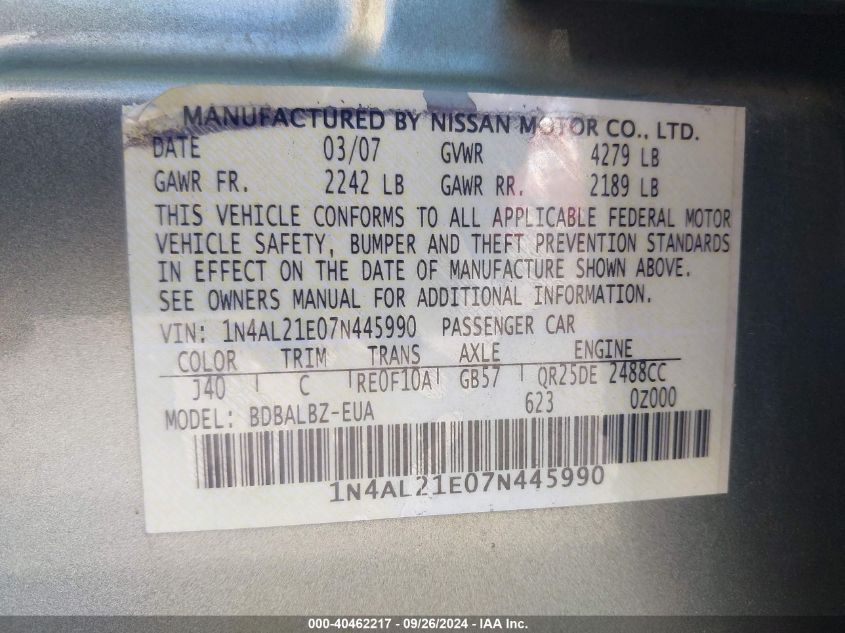 MANUFACTURED BY NISSAN MOTOR CO., LTD.
DATE 03/07 GVWR 4279 LB
GAWR FR. 2242 LB GAWR RR. 2189 LB
THIS VEHICLE CONFORMS TO ALL APPLICABLE FEDERAL MOTOR
VEHICLE SAFETY, BUMPER AND THEFT PREVENTION STANDARDS
IN EFFECT ON THE DATE OF MANUFACTURE SHOWN ABOVE.
SEE OWNERS MANUAL FOR ADDITIONAL INFORMATION.
VIN: 1N4AL21E07N445990 PASSENGER CAR
COLOR TRIM TRANS AXLE ENGINE
J40 C RE0F10A GB57 QR25DE 2488CC
MODEL: BDBALBZ-EUA 623 0Z000
1N4AL21E07N445990
000-40462217 - 09/26/2024 - IAA Inc.